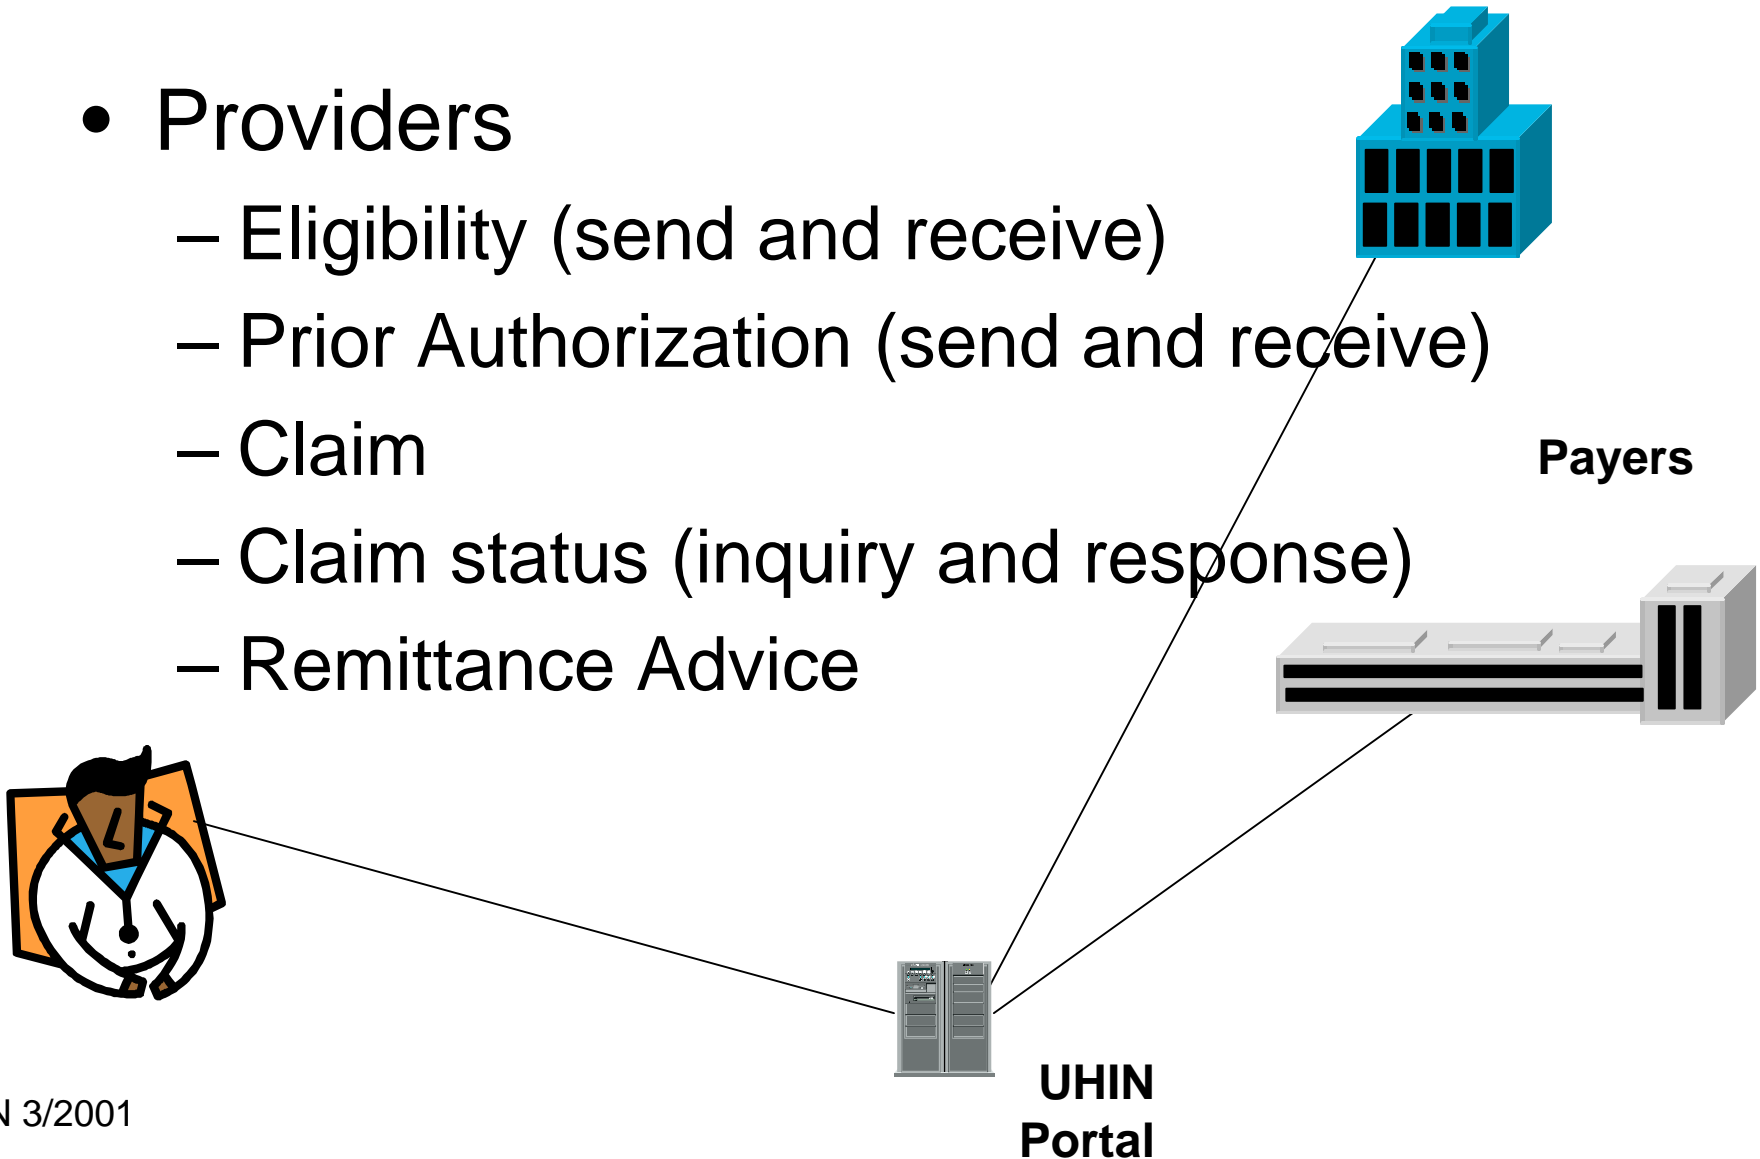 • Providers
– Eligibility (send and receive)
– Prior Authorization (send and receive)
– Claim
– Claim status (inquiry and response)
– Remittance Advice
Payers
UHIN
Portal
N 3/2001